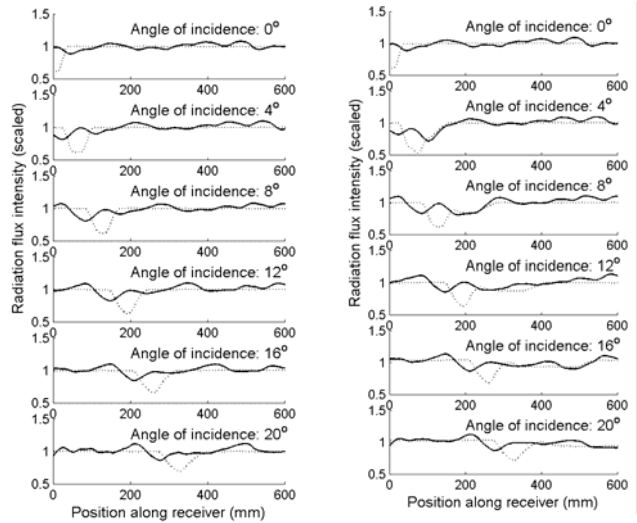 Radiation flux intensity (scaled)
1.5
1
0.5
Angle of incidence: 0°
0 200 400 600
1.5
1
0.5
Angle of incidence: 4°
0 200 400 600
1.5
1
0.5
Angle of incidence: 8°
0 200 400 600
1.5
1
0.5
Angle of incidence: 12°
0 200 400 600
1.5
1
0.5
Angle of incidence: 16°
0 200 400 600
1.5
1
0.5
Angle of incidence: 20°
0 200 400 600
Position along receiver (mm)
Radiation flux intensity (scaled)
1.5
1
0.5
Angle of incidence: 0°
0 200 400 600
1.5
1
0.5
Angle of incidence: 4°
0 200 400 600
1.5
1
0.5
Angle of incidence: 8°
0 200 400 600
1.5
1
0.5
Angle of incidence: 12°
0 200 400 600
1.5
1
0.5
Angle of incidence: 16°
0 200 400 600
1.5
1
0.5
Angle of incidence: 20°
0 200 400 600
Position along receiver (mm)